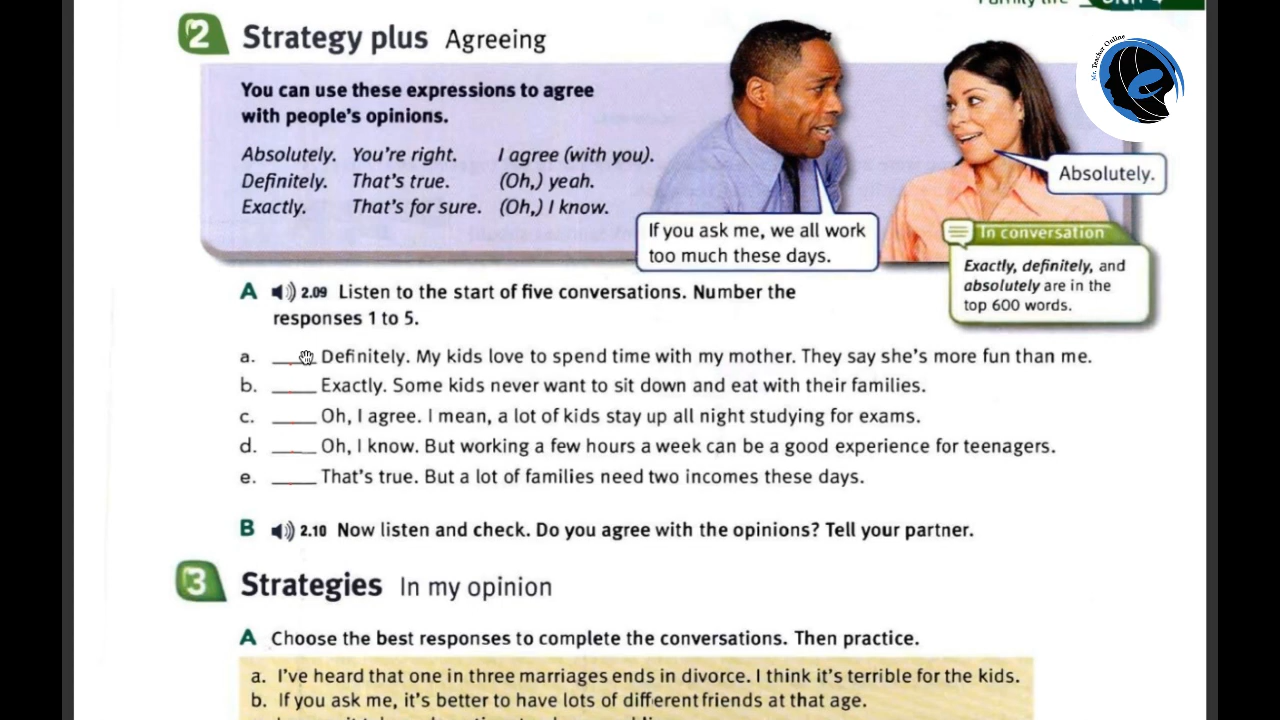 Family life UNIT 4
2 Strategy plus Agreeing
Mr. Teacher Online
You can use these expressions to agree
with people's opinions.
Absolutely. You're right. I agree (with you).
Definitely. That's true. (Oh,) yeah.
Exactly. That's for sure. (Oh,) I know.
Absolutely.
If you ask me, we all work
too much these days.
In conversation
Exactly, definitely, and
absolutely are in the
top 600 words.
A 2.09 Listen to the start of five conversations. Number the
responses 1 to 5.
a. ____ Definitely. My kids love to spend time with my mother. They say she's more fun than me.
b. ____ Exactly. Some kids never want to sit down and eat with their families.
c. ____ Oh, I agree. I mean, a lot of kids stay up all night studying for exams.
d. ____ Oh, I know. But working a few hours a week can be a good experience for teenagers.
e. ____ That's true. But a lot of families need two incomes these days.
B 2.10 Now listen and check. Do you agree with the opinions? Tell your partner.
3 Strategies In my opinion
A Choose the best responses to complete the conversations. Then practice.
a. I've heard that one in three marriages ends in divorce. I think it's terrible for the kids.
b. If you ask me, it's better to have lots of different friends at that age.